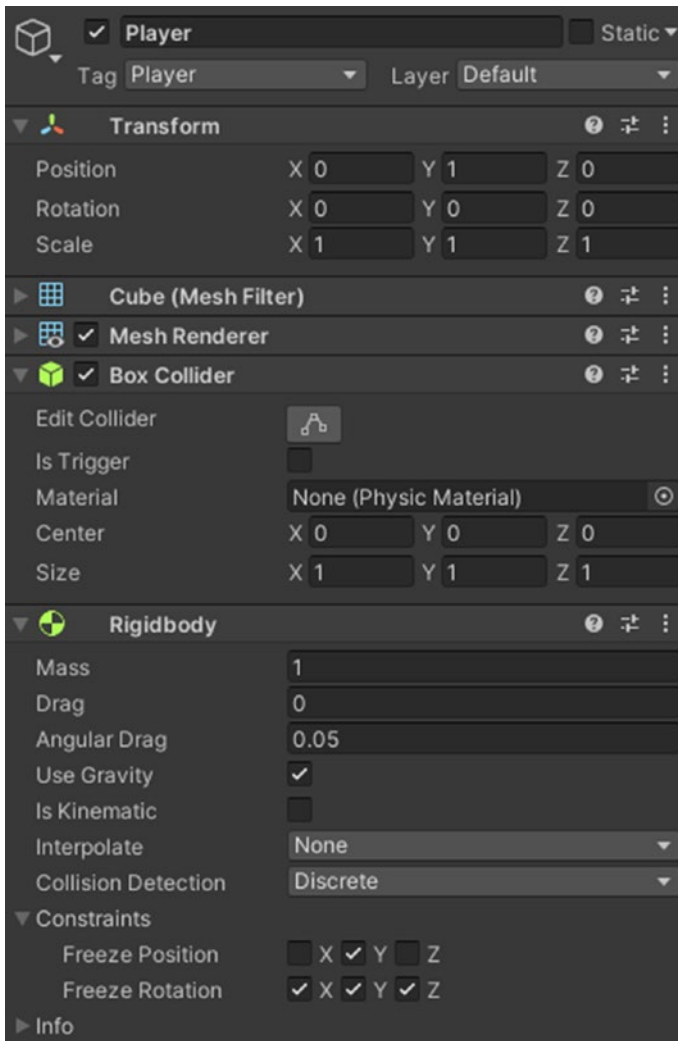 Player Static
Tag Player Layer Default
Transform
Position X 0 Y 1 Z 0
Rotation X 0 Y 0 Z 0
Scale X 1 Y 1 Z 1
Cube (Mesh Filter)
Mesh Renderer
Box Collider
Edit Collider
Is Trigger
Material None (Physic Material)
Center X 0 Y 0 Z 0
Size X 1 Y 1 Z 1
Rigidbody
Mass 1
Drag 0
Angular Drag 0.05
Use Gravity
Is Kinematic
Interpolate None
Collision Detection Discrete
Constraints
Freeze Position X Y Z
Freeze Rotation X Y Z
Info